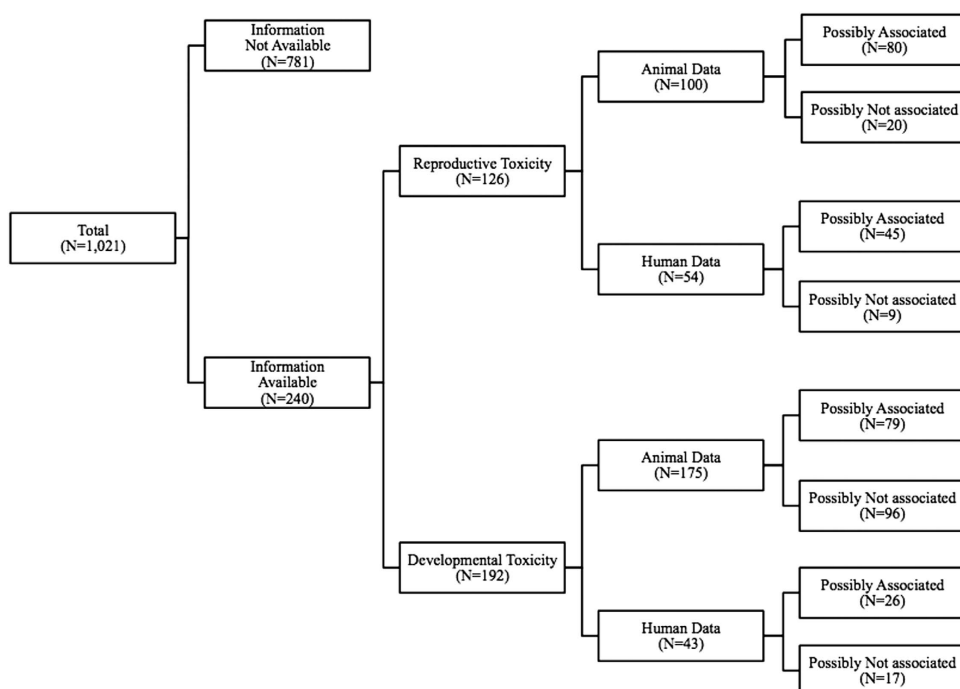 Total
(N=1,021)
Information
Not Available
(N=781)
Information
Available
(N=240)
Reproductive Toxicity
(N=126)
Developmental Toxicity
(N=192)
Animal Data
(N=100)
Human Data
(N=54)
Animal Data
(N=175)
Human Data
(N=43)
Possibly Associated
(N=80)
Possibly Not associated
(N=20)
Possibly Associated
(N=45)
Possibly Not associated
(N=9)
Possibly Associated
(N=79)
Possibly Not associated
(N=96)
Possibly Associated
(N=26)
Possibly Not associated
(N=17)